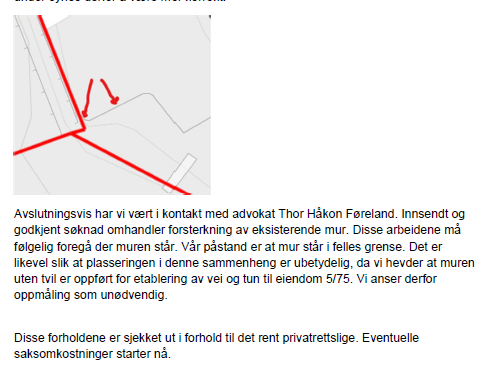 Avslutningsvis har vi vært i kontakt med advokat Thor Håkon Føreland. Innsendt og
godkjent søknad omhandler forsterkning av eksisterende mur. Disse arbeidene må
følgelig foregå der muren står. Vår påstand er at mur står i felles grense. Det er
likevel slik at plasseringen i denne sammenheng er ubetydelig, da vi hevder at muren
uten tvil er oppført for etablering av vei og tun til eiendom 5/75. Vi anser derfor
oppmåling som unødvendig.
Disse forholdene er sjekket ut i forhold til det rent privatrettslige. Eventuelle
saksomkostninger starter nå.